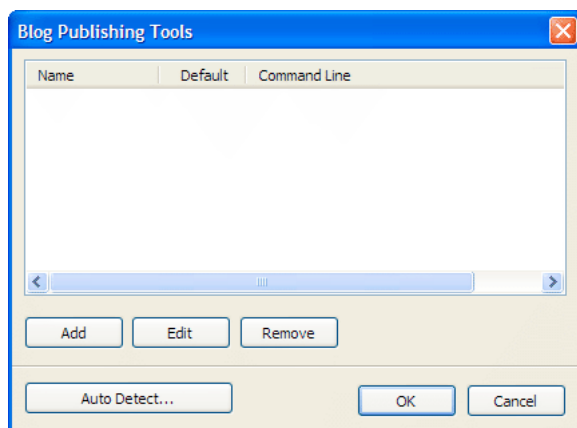 Blog Publishing Tools
Name Default Command Line
Add Edit Remove
Auto Detect... OK Cancel